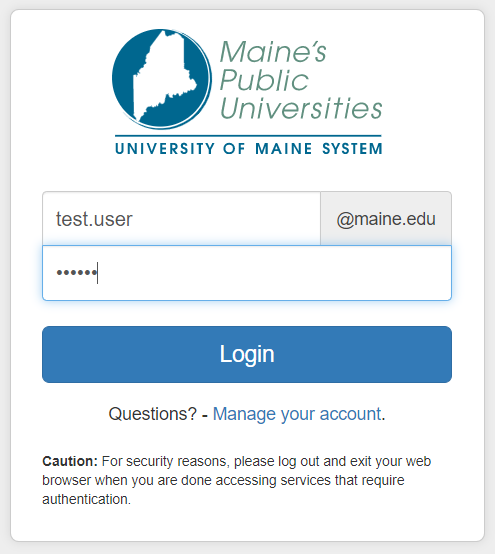 Maine's
Public
Universities
UNIVERSITY OF MAINE SYSTEM
test.user @maine.edu
••••••
Login
Questions? - Manage your account.
Caution: For security reasons, please log out and exit your web
browser when you are done accessing services that require
authentication.